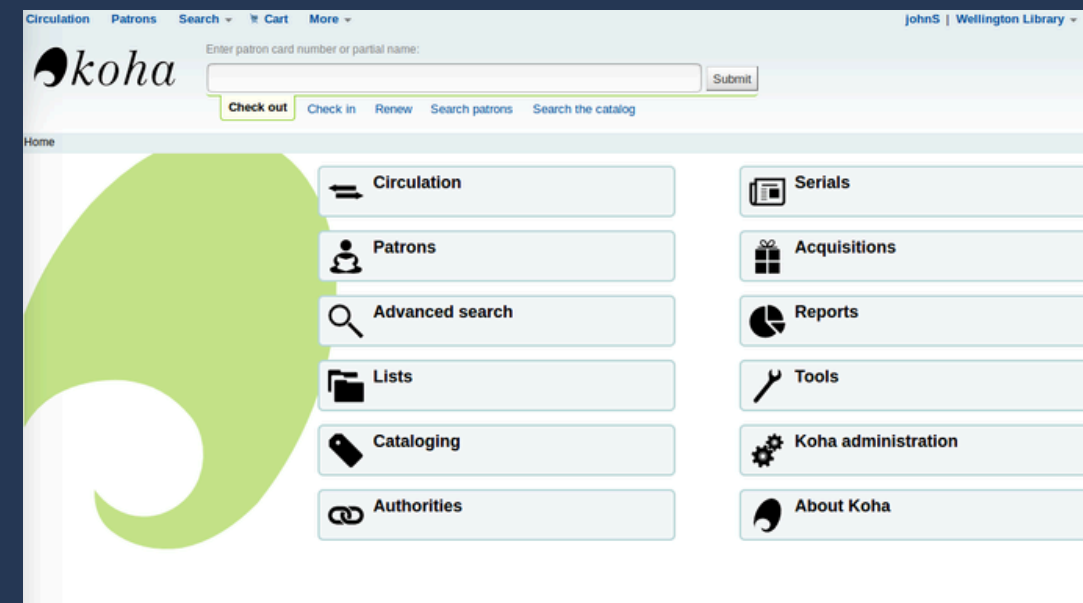 Circulation Patrons Search Cart More johnS | Wellington Library
koha
Enter patron card number or partial name:
Submit
Check out Check in Renew Search patrons Search the catalog
Home
Circulation
Serials
Patrons
Acquisitions
Advanced search
Reports
Lists
Tools
Cataloging
Koha administration
Authorities
About Koha